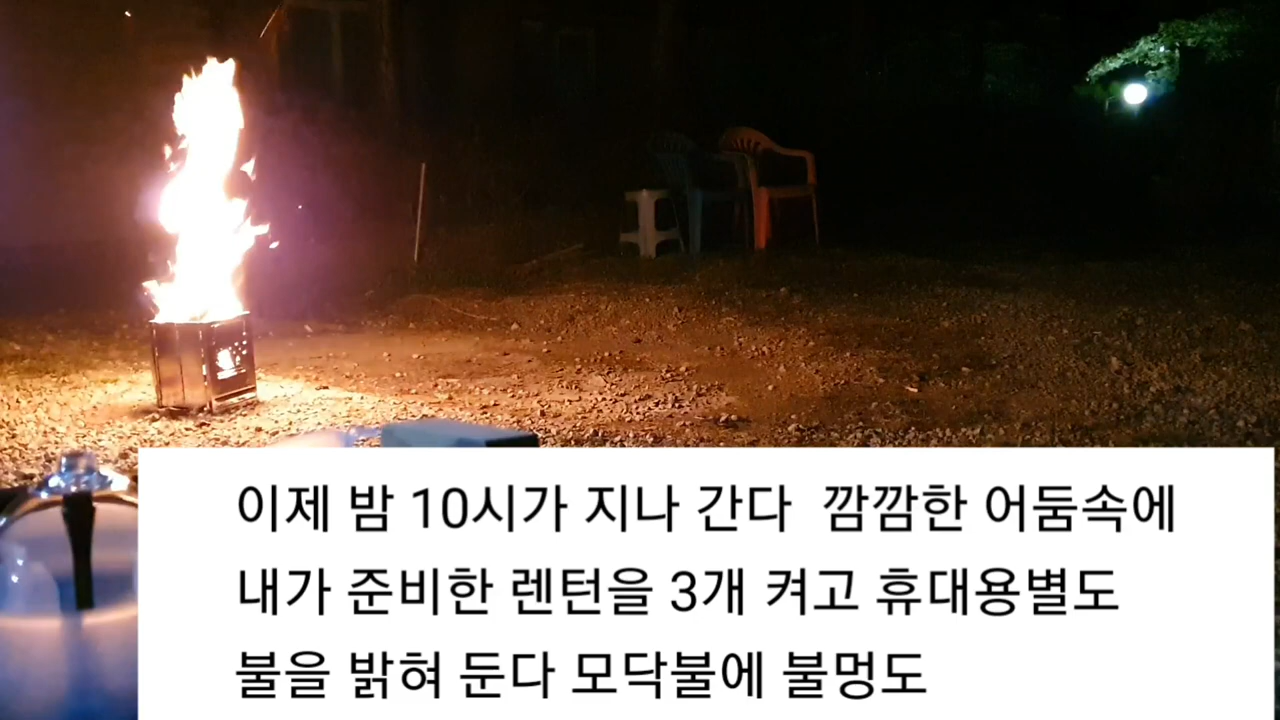 이제 밤 10시가 지나 간다  깜깜한 어둠속에
내가 준비한 렌턴을 3개 켜고 휴대용별도
불을 밝혀 둔다 모닥불에 불멍도